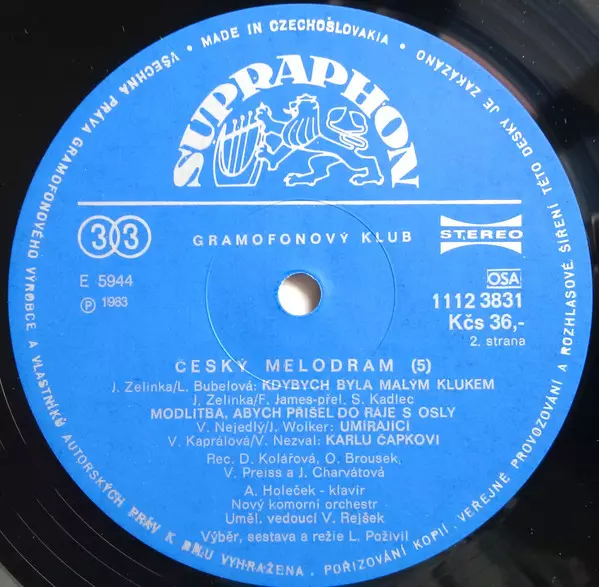 VŠECHNA PRÁVA GRAMOFONOVÉHO VÝROBCE A VLASTNÍKŮ AUTORSKÝCH PRÁV K DÍLU VYHRAŽENA. POŘIZOVÁNÍ KOPIÍ, VEŘEJNÉ PROVOZOVÁNÍ A ROZHLASOVÉ ŠÍŘENÍ TÉTO DESKY JE ZAKÁZÁNO
• MADE IN CZECHOSLOVAKIA •
SUPRAPHON
33
GRAMOFONOVÝ KLUB
STEREO
E 5944
Ⓟ 1983
OSA
1112 3831
Kčs 36,-
2. strana
ČESKÝ MELODRAM (5)
J. Zelinka/L. Bubelová: KDYBYCH BYLA MALÝM KLUKEM
J. Zelinka/F. James-přel. S. Kadlec
MODLITBA, ABYCH PŘIŠEL DO RÁJE S OSLY
V. Nejedlý/J. Wolker: UMÍRAJÍCÍ
V. Kaprálová/V. Nezval: KARLU ČAPKOVI
Rec. D. Kolářová, O. Brousek,
V. Preiss a J. Charvátová
A. Holeček - klavír
Nový komorní orchestr
Uměl. vedoucí V. Rejšek
Výběr, sestava a režie L. Poživil